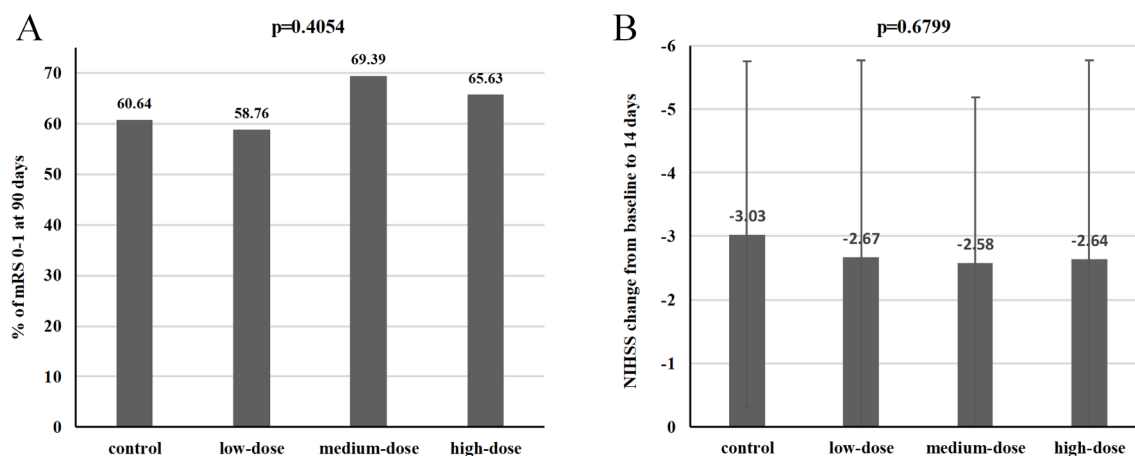 A
p=0.4054
% of mRS 0-1 at 90 days
70
60
50
40
30
20
10
0
60.64
58.76
69.39
65.63
control
low-dose
medium-dose
high-dose
B
p=0.6799
NIHSS change from baseline to 14 days
-6
-5
-4
-3
-2
-1
0
-3.03
-2.67
-2.58
-2.64
control
low-dose
medium-dose
high-dose